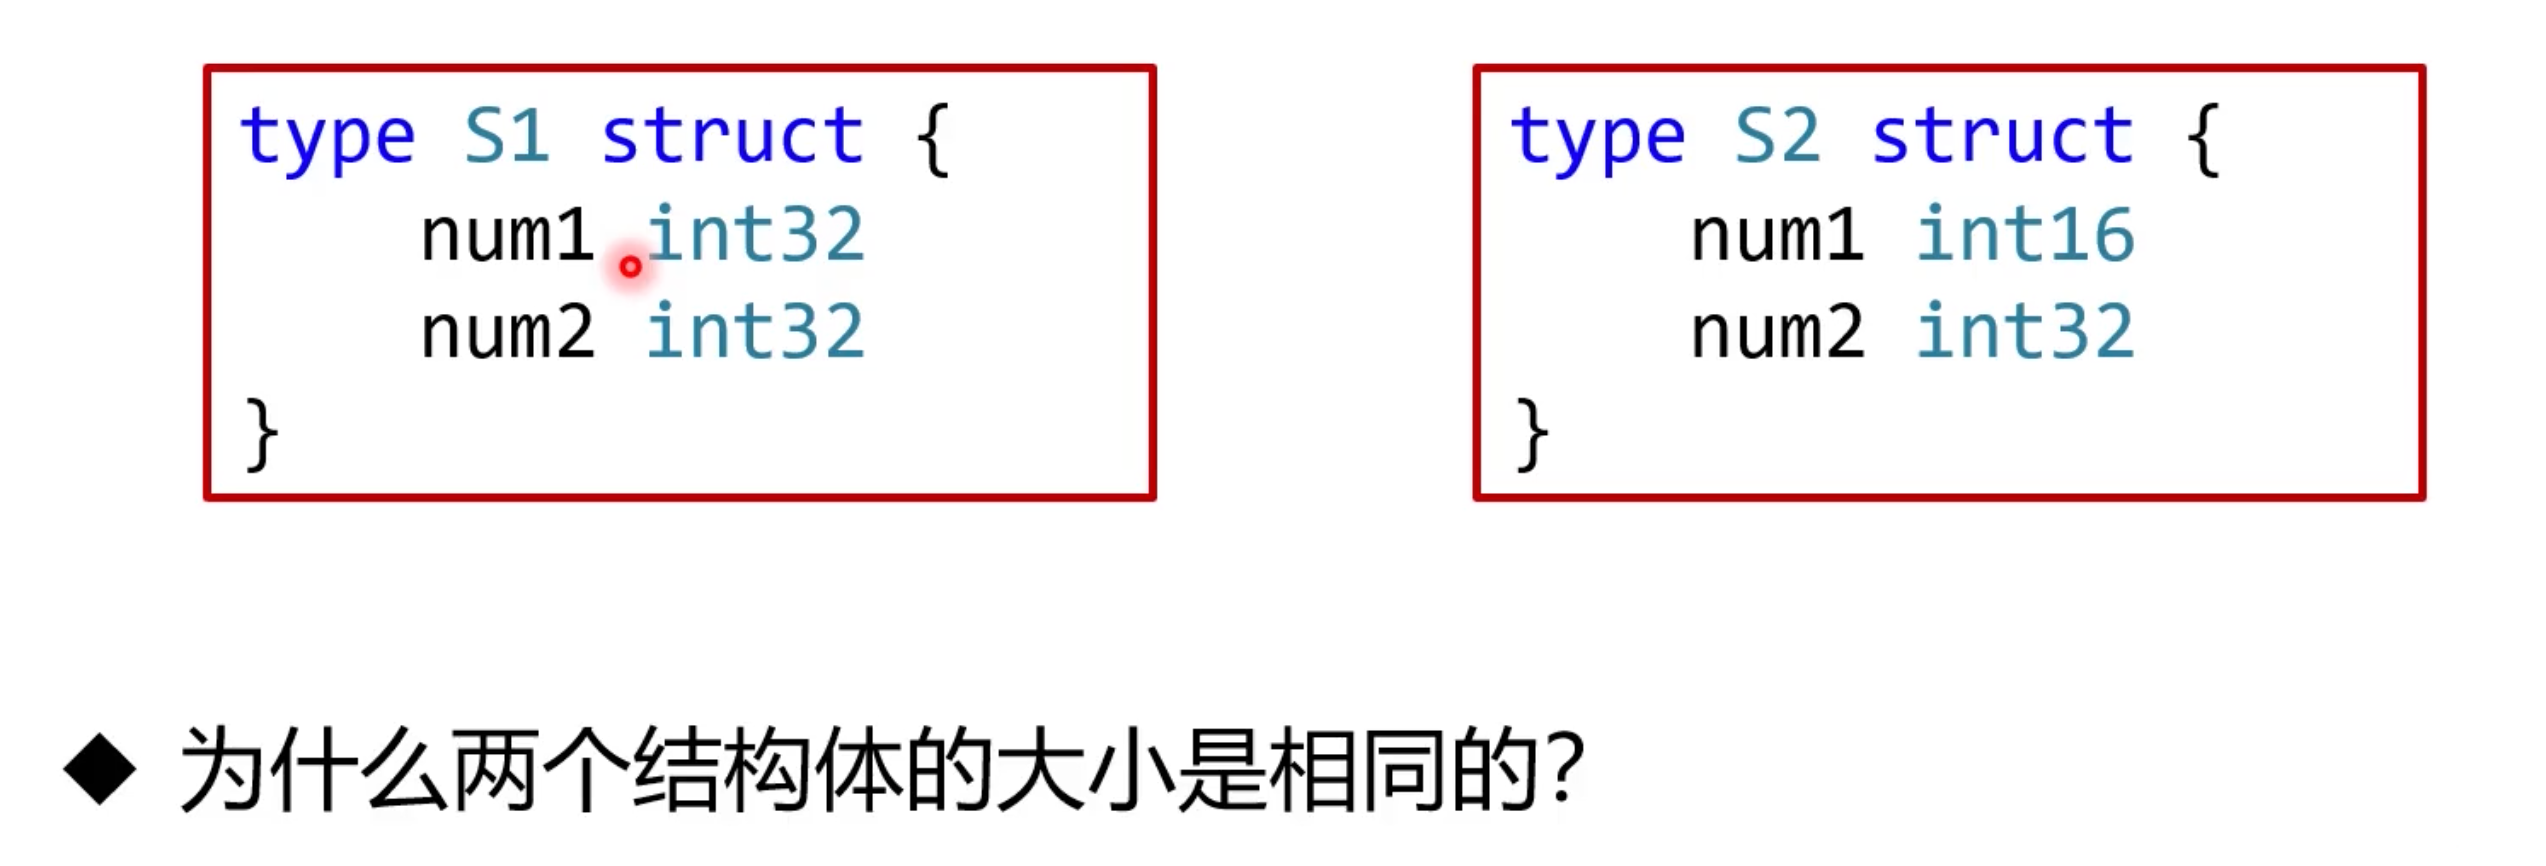 type S1 struct {
    num1 int32
    num2 int32
}
type S2 struct {
    num1 int16
    num2 int32
}
◆ 为什么两个结构体的大小是相同的?